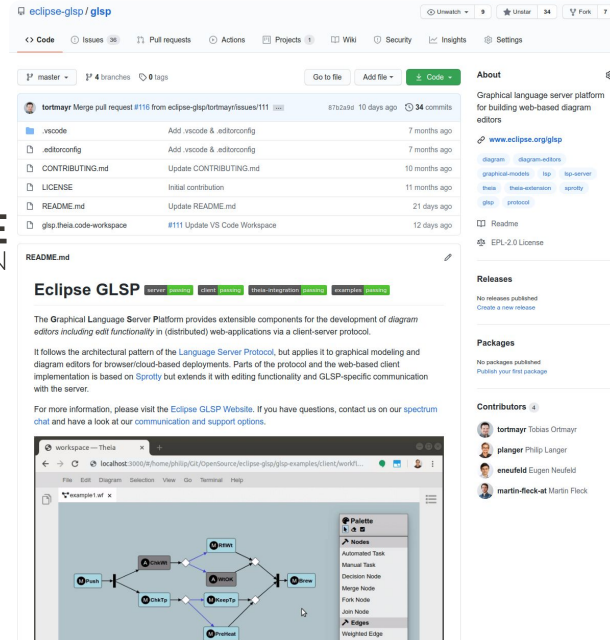 eclipse-glsp / glsp
Unwatch 9
Unstar 34
Fork 7
Code
Issues 36
Pull requests
Actions
Projects 1
Wiki
Security
Insights
Settings
master
4 branches
0 tags
Go to file
Add file
Code
tortmayr Merge pull request #116 from eclipse-glsp/tortmayr/issues/111 ...
87b2a9d 10 days ago
34 commits
.vscode Add .vscode & .editorconfig 7 months ago
.editorconfig Add .vscode & .editorconfig 7 months ago
CONTRIBUTING.md Update CONTRIBUTING.md 10 months ago
LICENSE Initial contribution 11 months ago
README.md Update README.md 21 days ago
glsp.theia.code-workspace #111 Update VS Code Workspace 12 days ago
E
N
README.md
Eclipse GLSP server passing client passing theia-integration passing examples passing
The Graphical Language Server Platform provides extensible components for the development of diagram
editors including edit functionality in (distributed) web-applications via a client-server protocol.
It follows the architectural pattern of the Language Server Protocol, but applies it to graphical modeling and
diagram editors for browser/cloud-based deployments. Parts of the protocol and the web-based client
implementation is based on Sprotty but extends it with editing functionality and GLSP-specific communication
with the server.
For more information, please visit the Eclipse GLSP Website. If you have questions, contact us on our spectrum
chat and have a look at our communication and support options.
workspace — Theia
localhost:3000/#/home/philip/Git/OpenSource/eclipse-glsp/glsp-examples/client/workfl...
File Edit Diagram Selection View Go Terminal Help
example1.wf
M Push
A ChkWt
M RflWt
A WtOK
M Brew
M ChkTp
M KeepTp
M PreHeat
Palette
Nodes
Automated Task
Manual Task
Decision Node
Merge Node
Fork Node
Join Node
Edges
Weighted Edge
About
Graphical language server platform
for building web-based diagram
editors
www.eclipse.org/glsp
diagram diagram-editors
graphical-models lsp lsp-server
theia theia-extension sprotty
glsp protocol
Readme
EPL-2.0 License
Releases
No releases published
Create a new release
Packages
No packages published
Publish your first package
Contributors 4
tortmayr Tobias Ortmayr
planger Philip Langer
eneufeld Eugen Neufeld
martin-fleck-at Martin Fleck